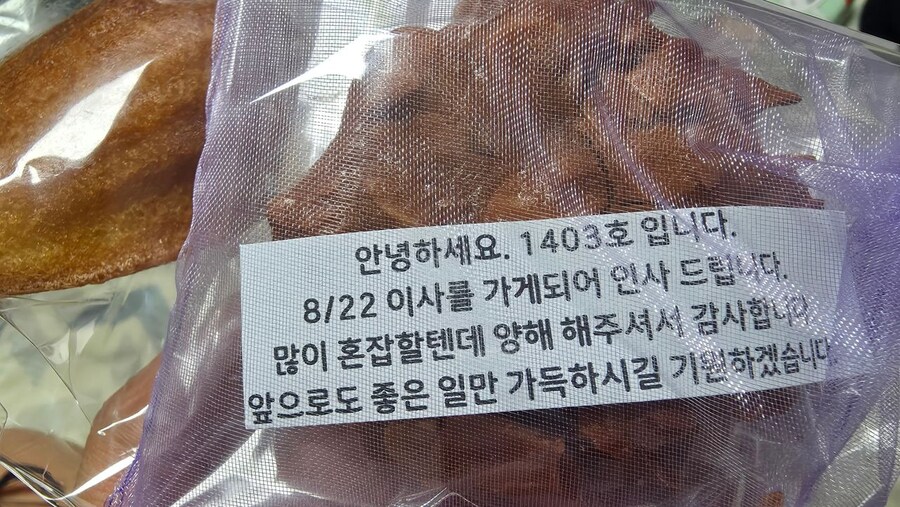 안녕하세요. 1403호 입니다.
8/22 이사를 가게되어 인사 드립니다.
많이 혼잡할텐데 양해 해주셔서 감사합니다
앞으로도 좋은 일만 가득하시길 기원하겠습니다.